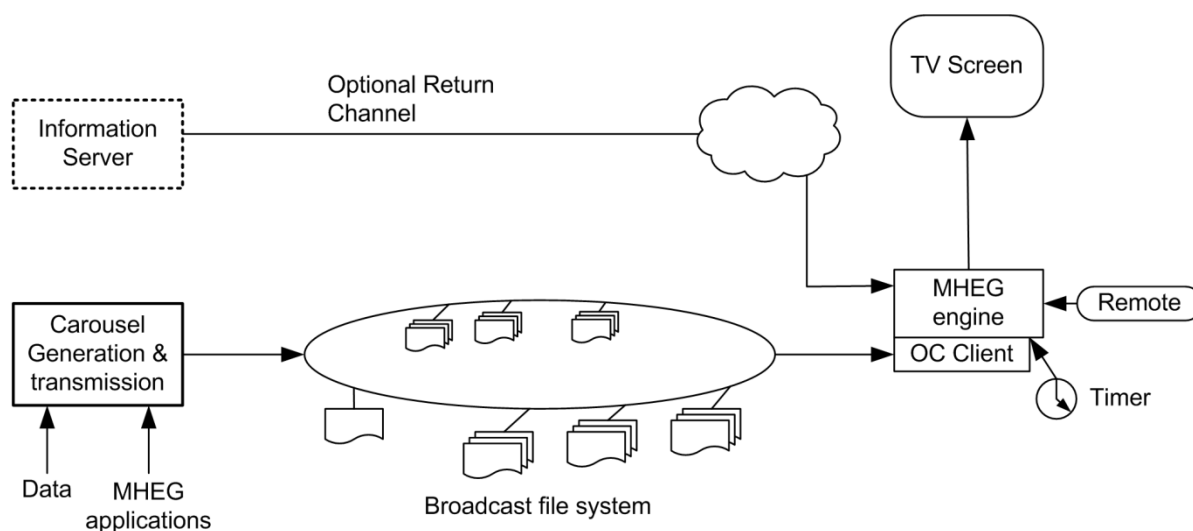 TV Screen
Optional Return
Channel
Information
Server
MHEG
engine
Remote
Carousel
Generation &
transmission
OC Client
Timer
Data
MHEG
applications
Broadcast file system